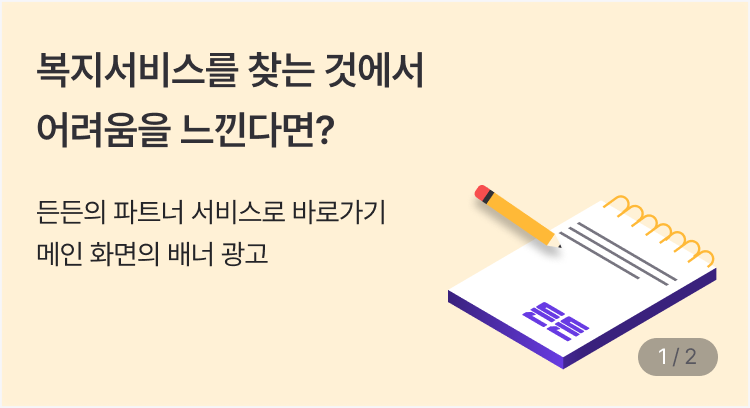 복지서비스를 찾는 것에서
어려움을 느낀다면?
든든의 파트너 서비스로 바로가기
메인 화면의 배너 광고
든든
1 / 2